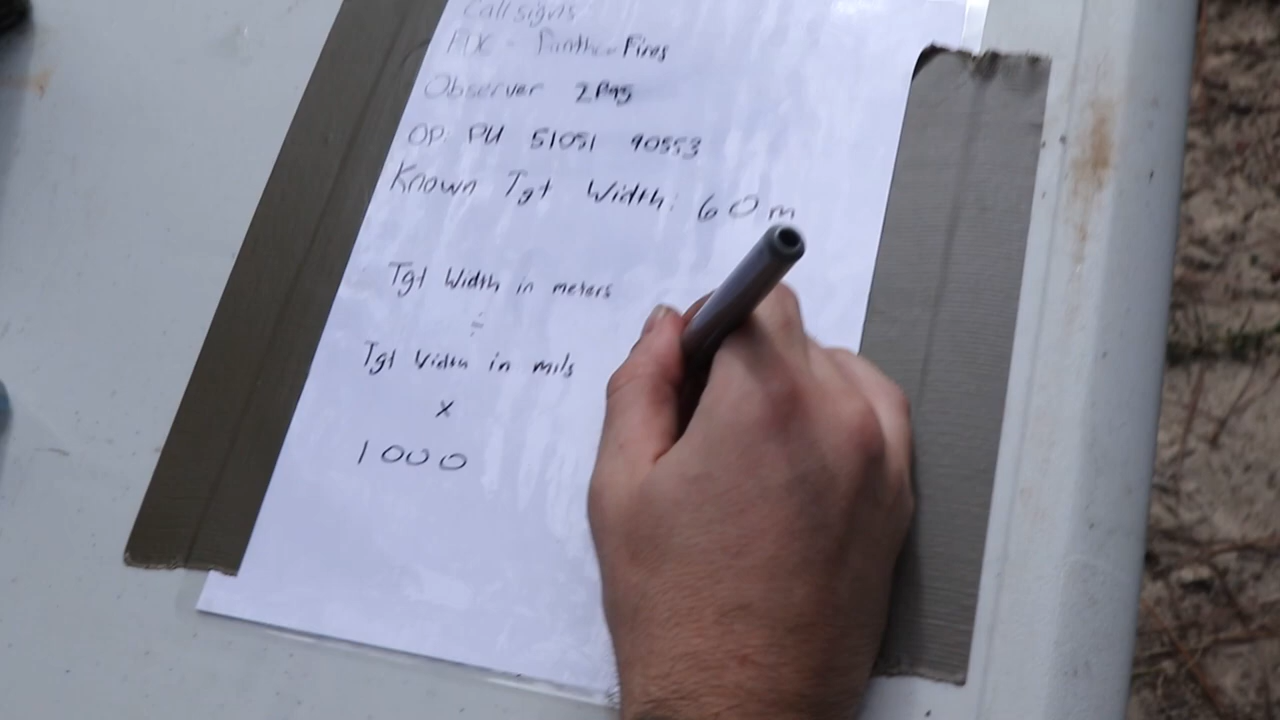 Call signs
FDC - Panther Fires
Observer
OP: PU 51051 90553
Known Tgt Width: 60m
Tgt Width in meters
÷
Tgt Width in mils
x
1000